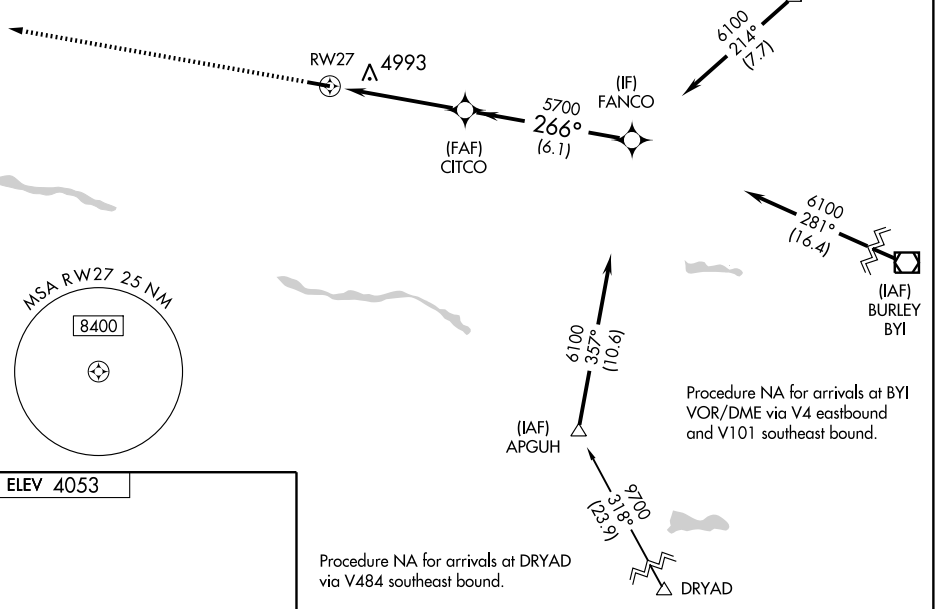 6100
214°
(7.7)
RW27
4993
(IF)
FANCO
5700
266°
(6.1)
(FAF)
CITCO
6100
281°
(16.4)
(IAF)
BURLEY
BYI
MSA RW27 25 NM
8400
6100
357°
(10.6)
Procedure NA for arrivals at BYI
VOR/DME via V4 eastbound
and V101 southeast bound.
(IAF)
APGUH
ELEV 4053
9700
318°
(23.9)
Procedure NA for arrivals at DRYAD
via V484 southeast bound.
DRYAD